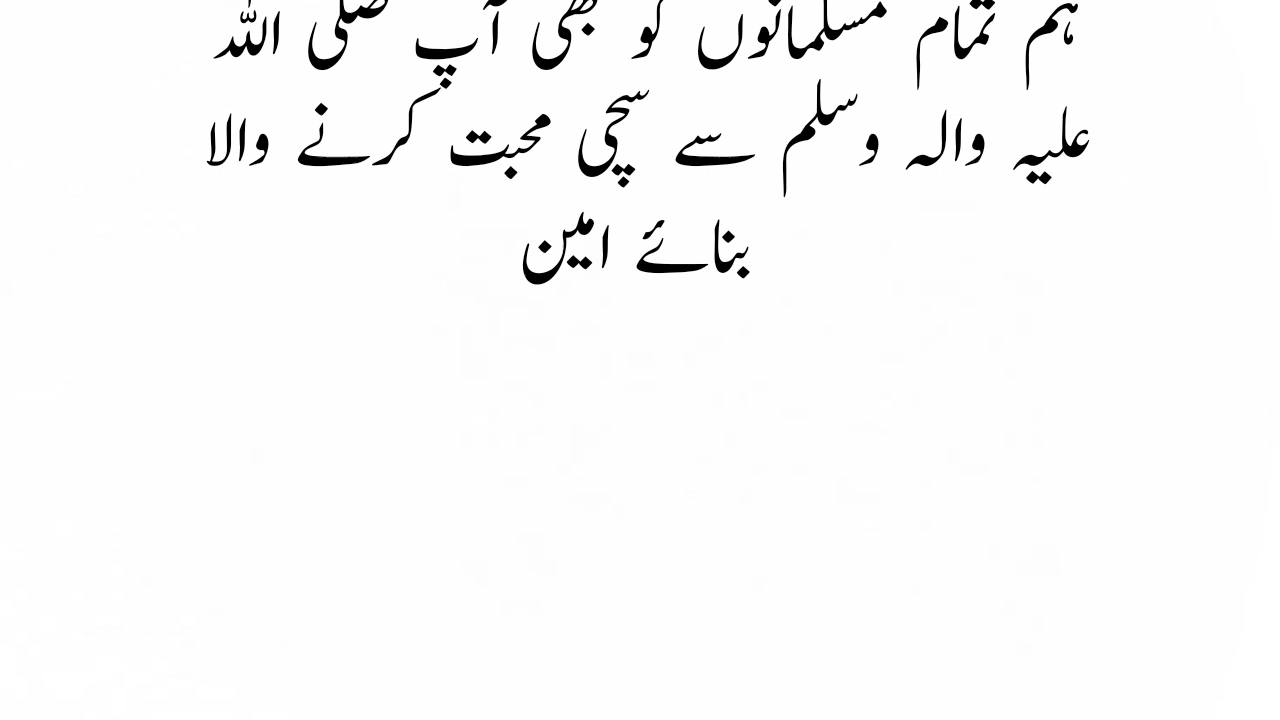 ہم تمام مسلمانوں کو بھی آپ صلی اللہ
علیہ والہ وسلم سے سچی محبت کرنے والا
بنائے امین